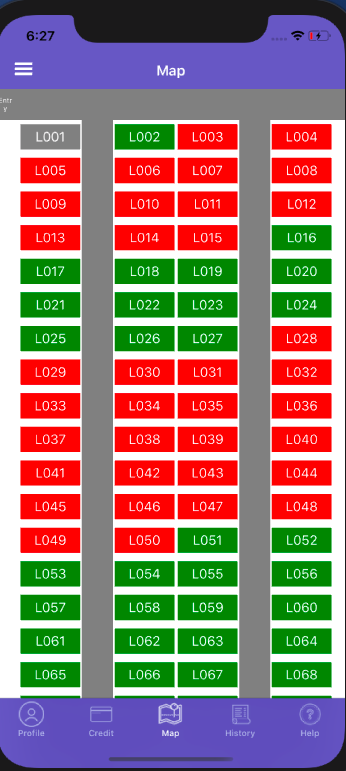 6:27
Map
Entr
y
L001 L002 L003 L004
L005 L006 L007 L008
L009 L010 L011 L012
L013 L014 L015 L016
L017 L018 L019 L020
L021 L022 L023 L024
L025 L026 L027 L028
L029 L030 L031 L032
L033 L034 L035 L036
L037 L038 L039 L040
L041 L042 L043 L044
L045 L046 L047 L048
L049 L050 L051 L052
L053 L054 L055 L056
L057 L058 L059 L060
L061 L062 L063 L064
L065 L066 L067 L068
Profile Credit Map History Help